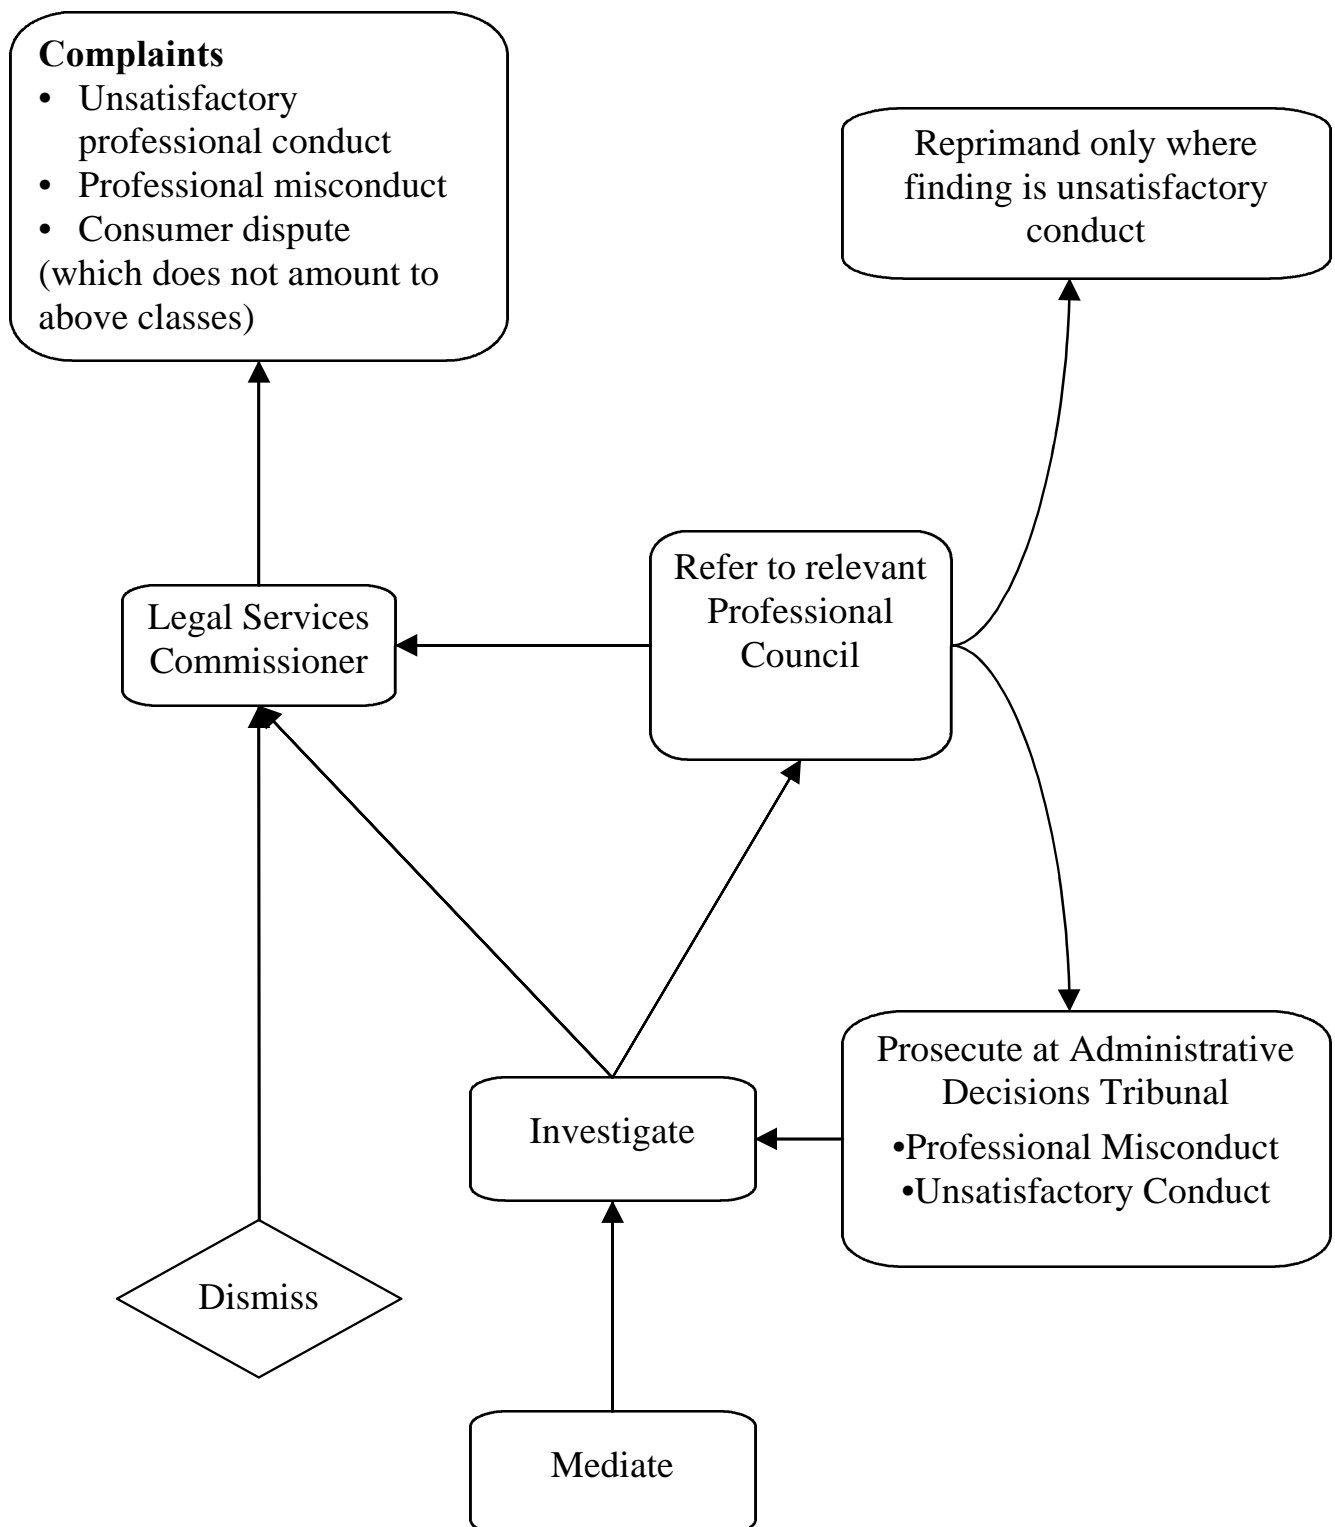 Complaints
• Unsatisfactory
professional conduct
• Professional misconduct
• Consumer dispute
(which does not amount to
above classes)
Reprimand only where
finding is unsatisfactory
conduct
Legal Services
Commissioner
Refer to relevant
Professional
Council
Investigate
Prosecute at Administrative
Decisions Tribunal
•Professional Misconduct
•Unsatisfactory Conduct
Dismiss
Mediate